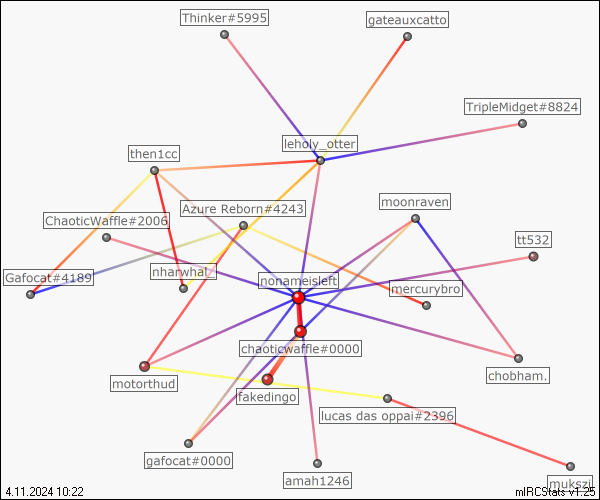 Thinker#5995
gateauxcatto
TripleMidget#8824
leholy_otter
then1cc
moonraven
Azure Reborn#4243
ChaoticWaffle#2006
tt532
Gafocat#4189
nharwhal.
nonameisleft
mercurybro
chaoticwaffle#0000
chobham.
motorthud
fakedingo
lucas das oppai#2396
gafocat#0000
amah1246
mukszi
4.11.2024 10:22
mIRCStats v1.25